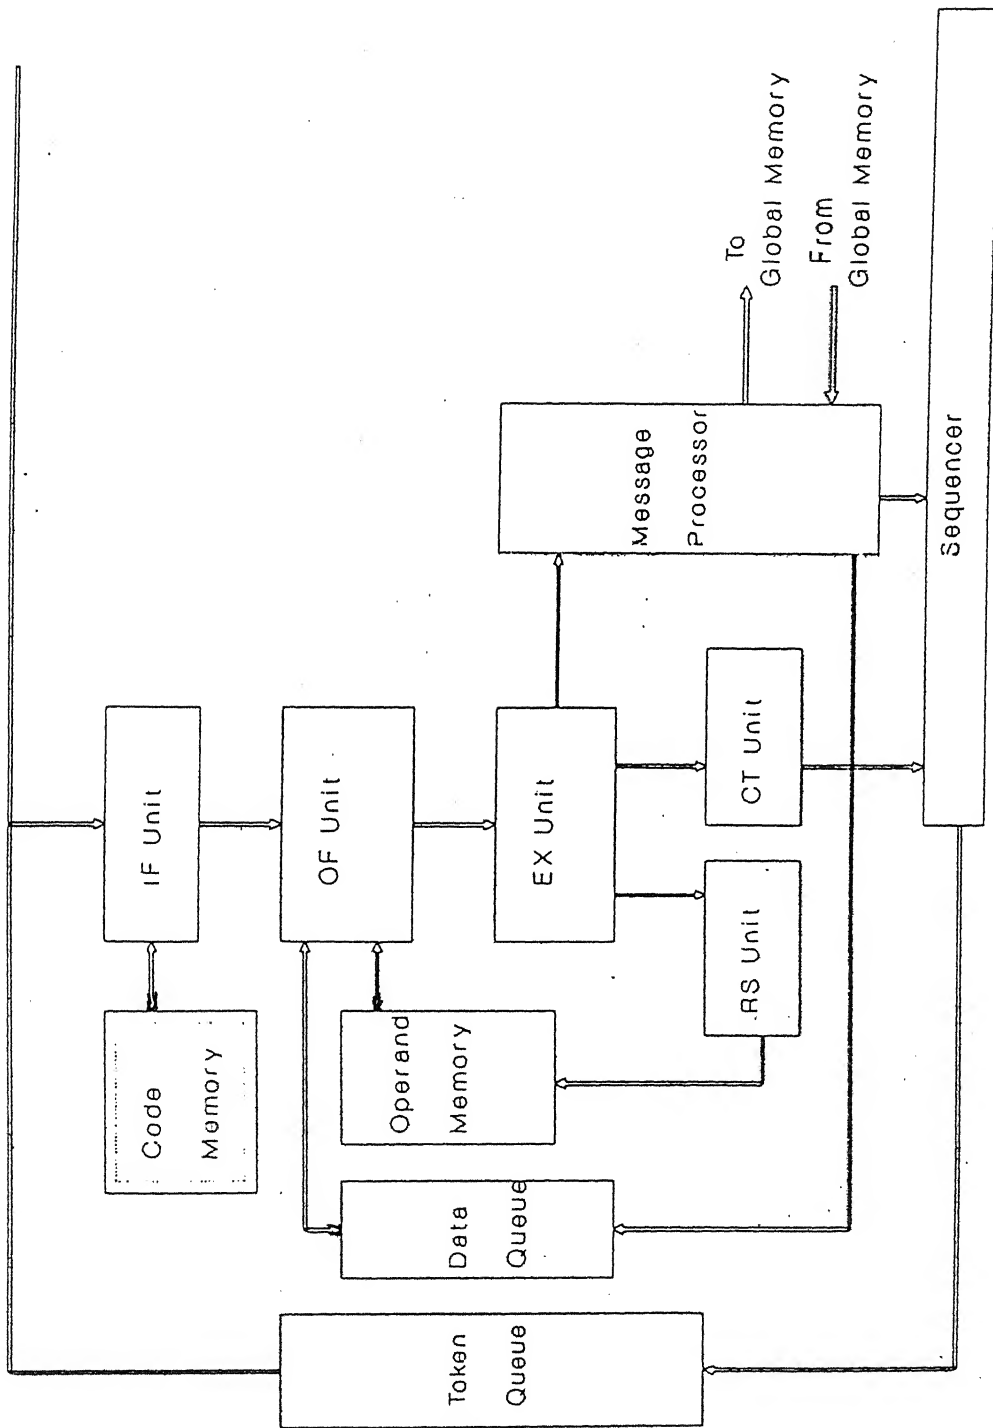 Token
Queue
Data
Queue
Code
Memory
Operand
Memory
IF Unit
OF Unit
EX Unit
RS Unit
CT Unit
Message
Processor
To
Global Memory
From
Global Memory
Sequencer